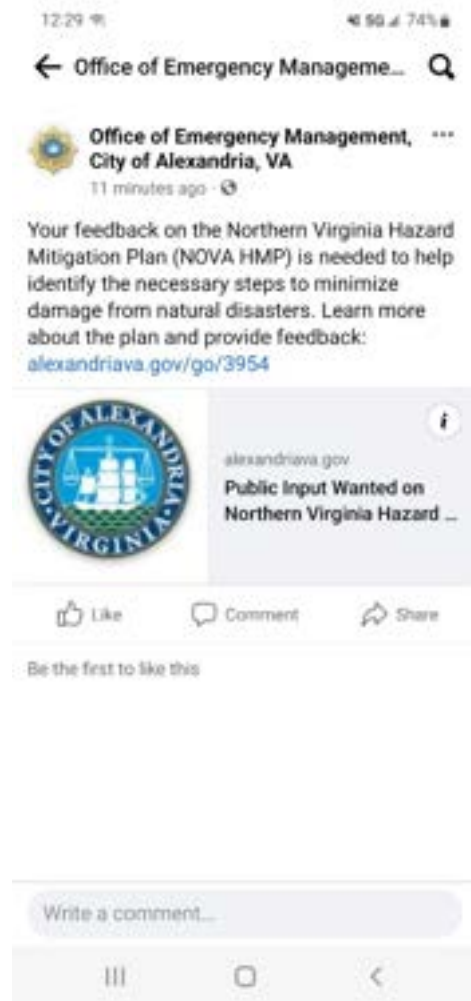 12:29
5G 74%
Office of Emergency Manageme...
Office of Emergency Management,
City of Alexandria, VA
11 minutes ago ·
Your feedback on the Northern Virginia Hazard
Mitigation Plan (NOVA HMP) is needed to help
identify the necessary steps to minimize
damage from natural disasters. Learn more
about the plan and provide feedback:
alexandriava.gov/go/3954
CITY OF ALEXANDRIA
VIRGINIA
i
alexandriava.gov
Public Input Wanted on
Northern Virginia Hazard ...
Like Comment Share
Be the first to like this
Write a comment...